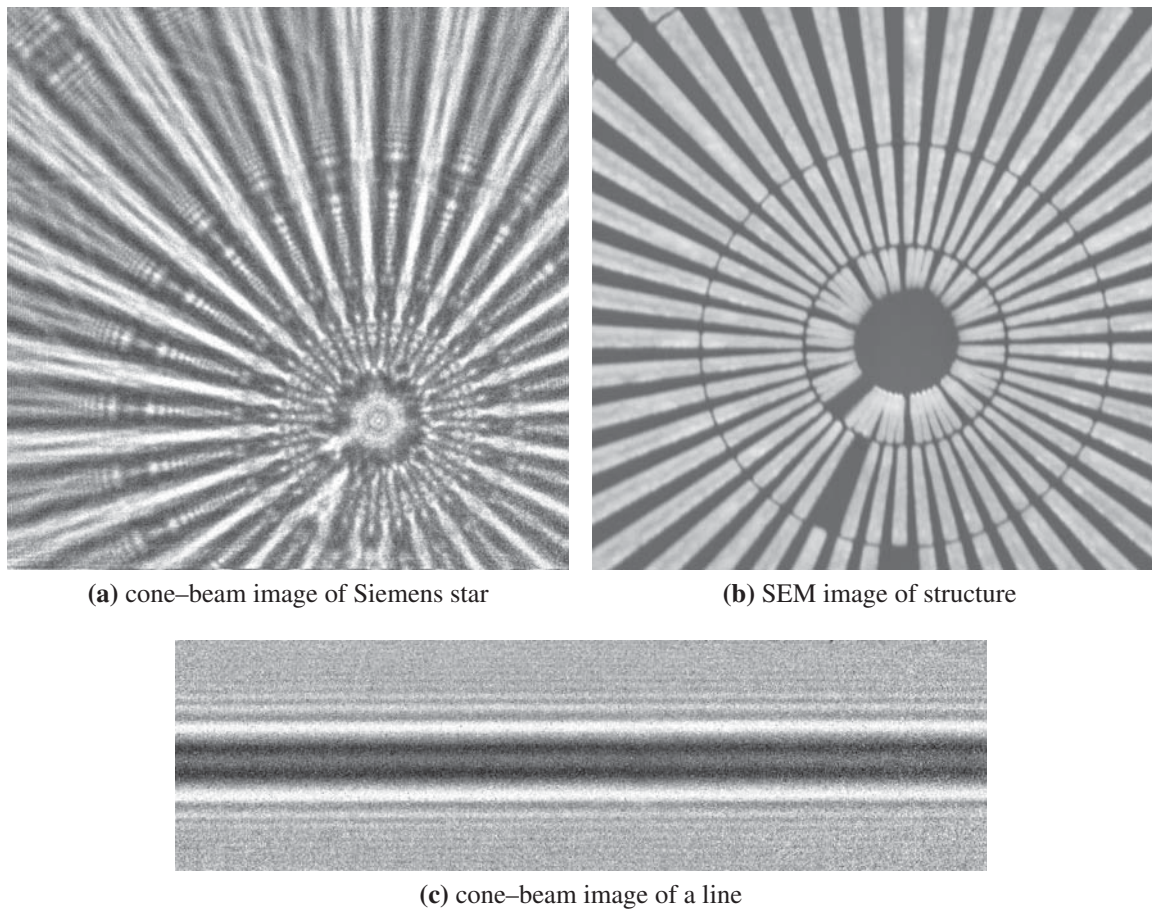 (a) cone–beam image of Siemens star
(b) SEM image of structure
(c) cone–beam image of a line